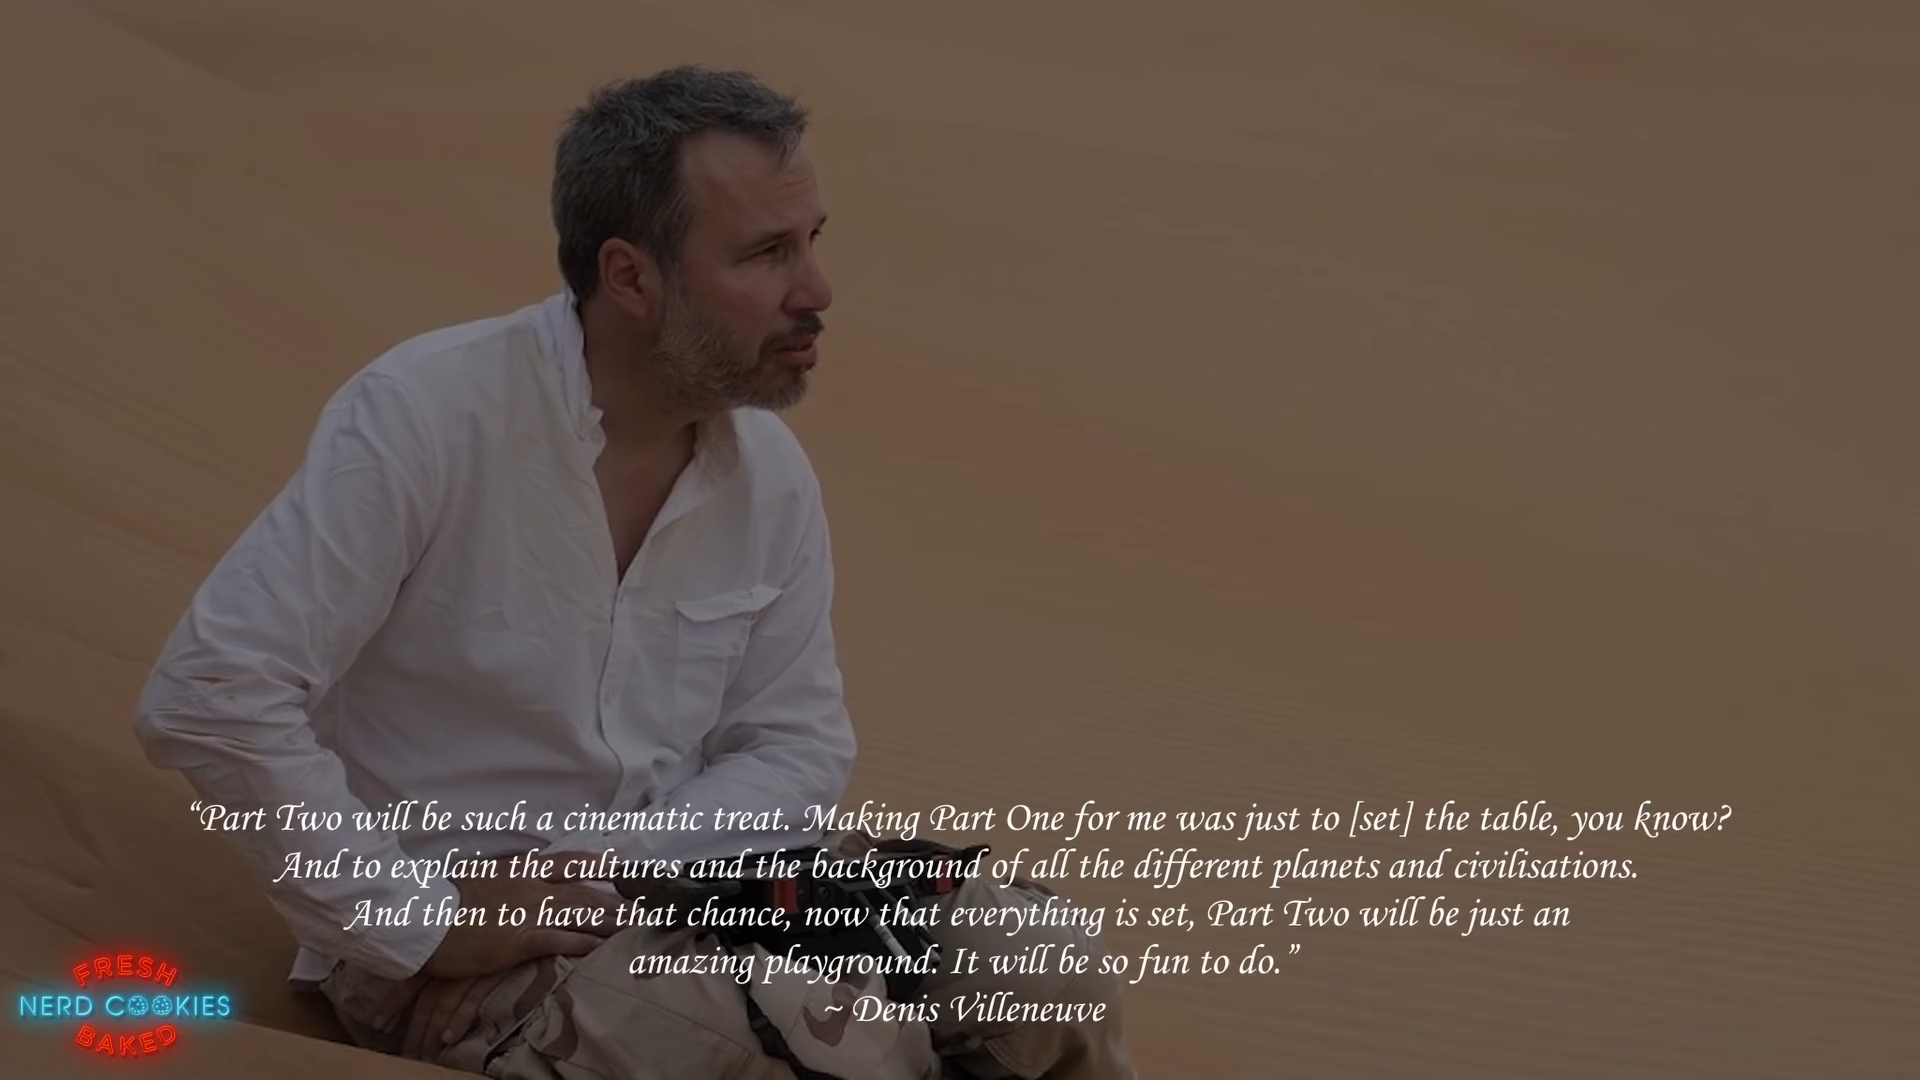 “Part Two will be such a cinematic treat. Making Part One for me was just to [set] the table, you know?
And to explain the cultures and the background of all the different planets and civilisations.
And then to have that chance, now that everything is set, Part Two will be just an
amazing playground. It will be so fun to do.”
~ Denis Villeneuve
FRESH
NERD COOKIES
BAKED